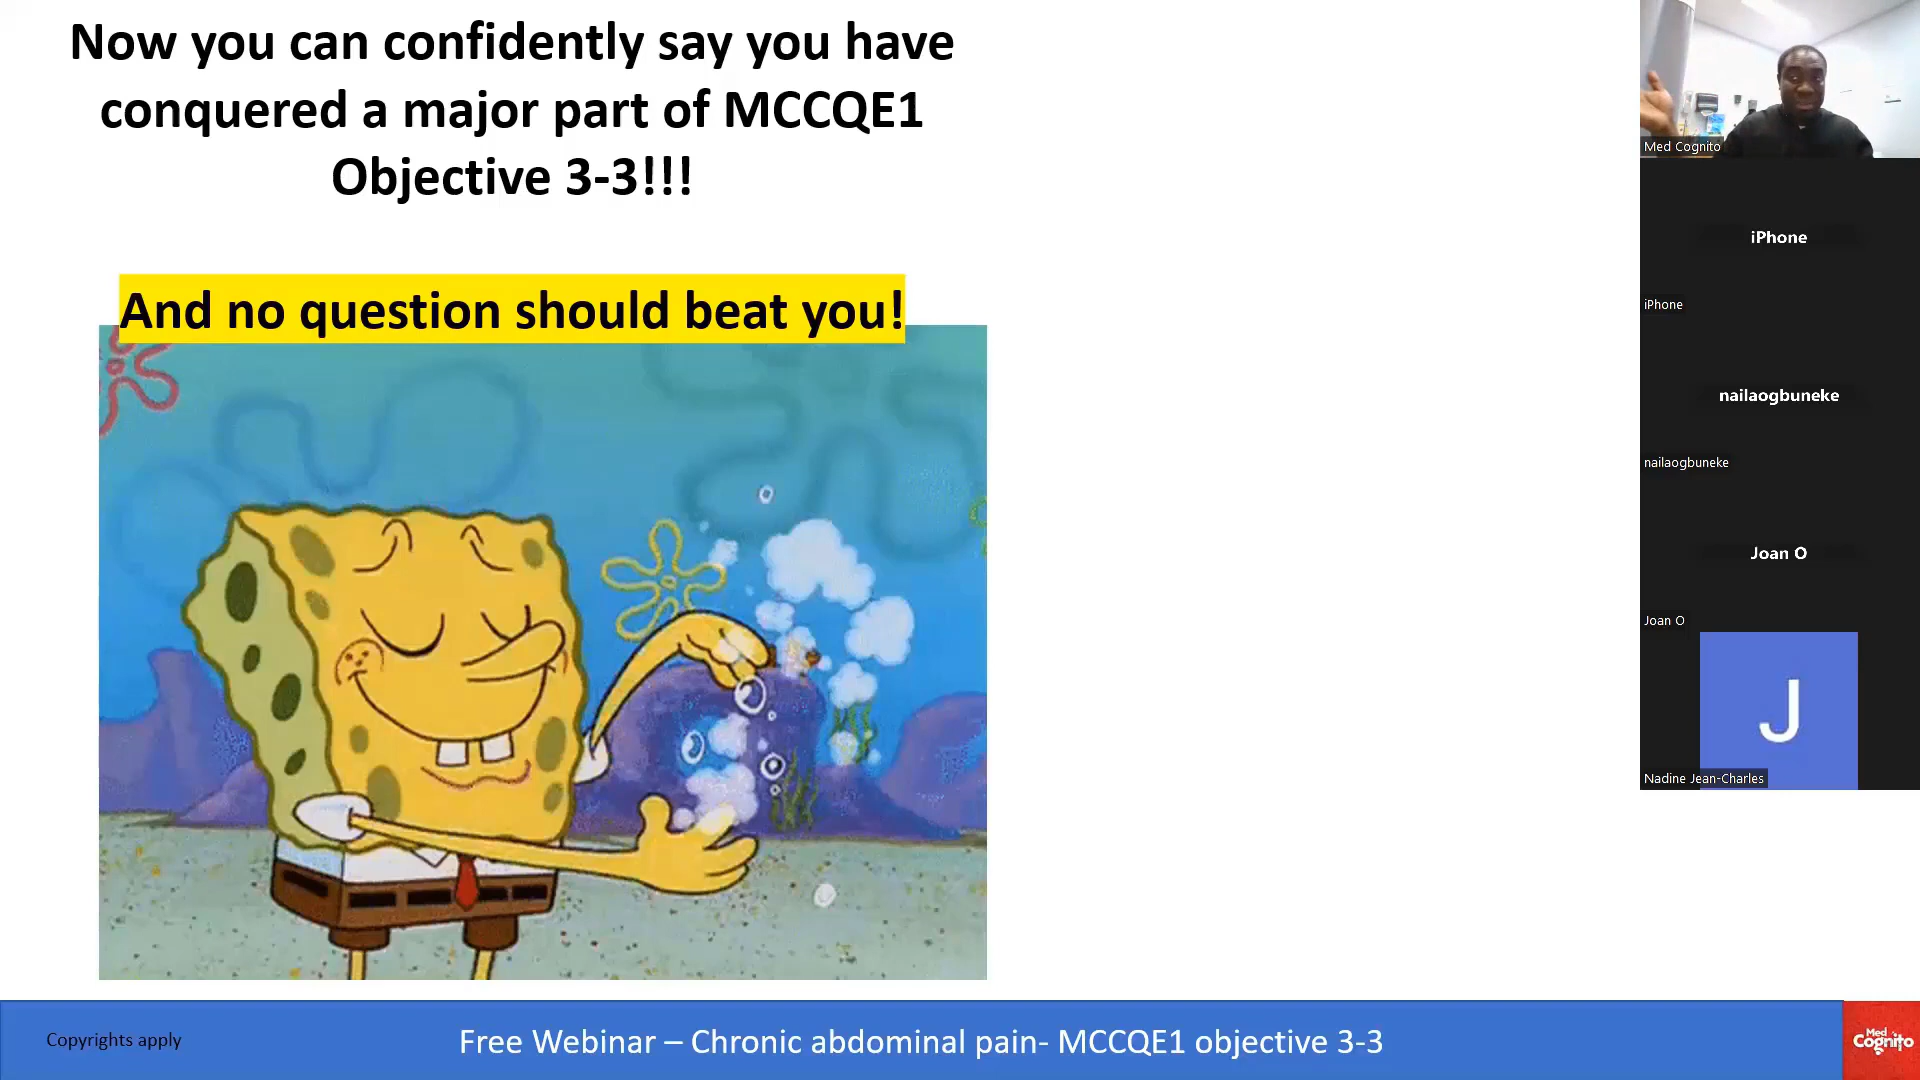 Now you can confidently say you have
conquered a major part of MCCQE1
Objective 3-3!!!
And no question should beat you!
Med Cognito
iPhone
iPhone
nailaogbuneke
nailaogbuneke
Joan O
Joan O
J
Nadine Jean-Charles
Copyrights apply
Free Webinar – Chronic abdominal pain- MCCQE1 objective 3-3
Med
Cognito